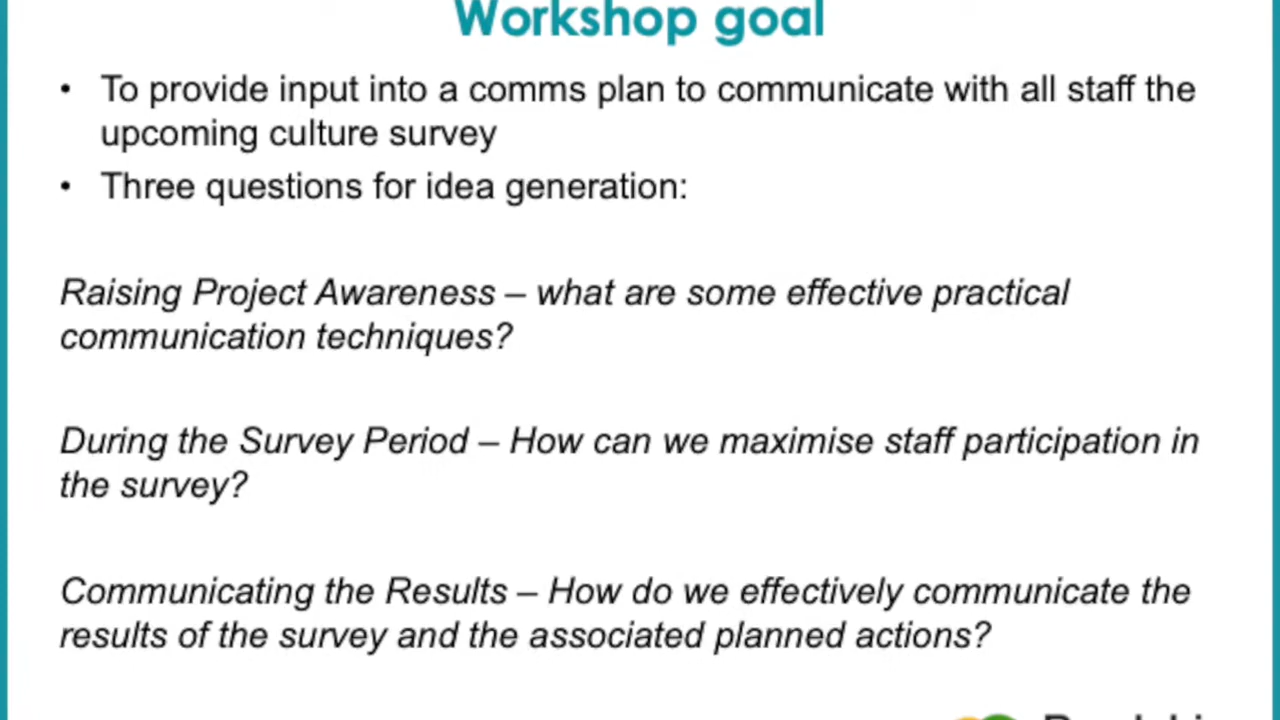 Workshop goal
• To provide input into a comms plan to communicate with all staff the
upcoming culture survey
• Three questions for idea generation:
Raising Project Awareness – what are some effective practical
communication techniques?
During the Survey Period – How can we maximise staff participation in
the survey?
Communicating the Results – How do we effectively communicate the
results of the survey and the associated planned actions?